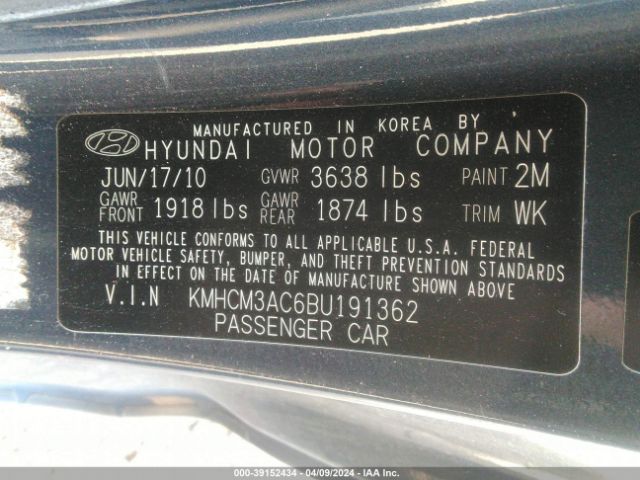 MANUFACTURED IN KOREA BY
HYUNDAI MOTOR COMPANY
JUN/17/10 GVWR 3638 lbs PAINT 2M
GAWR FRONT 1918 lbs GAWR REAR 1874 lbs TRIM WK
THIS VEHICLE CONFORMS TO ALL APPLICABLE U.S.A. FEDERAL
MOTOR VEHICLE SAFETY, BUMPER, AND THEFT PREVENTION STANDARDS
IN EFFECT ON THE DATE OF MANUFACTURE SHOWN ABOVE
V.I.N KMHCM3AC6BU191362
PASSENGER CAR
000-39152434 - 04/09/2024 - IAA Inc.